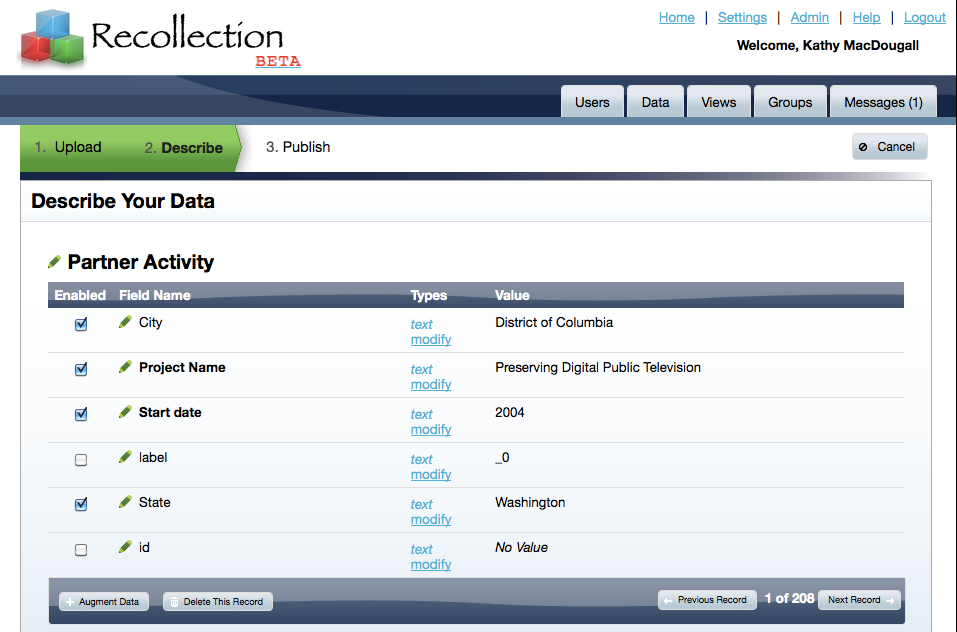 Recollection
BETA
Home | Settings | Admin | Help | Logout
Welcome, Kathy MacDougall
Users Data Views Groups Messages (1)
1. Upload 2. Describe 3. Publish Cancel
Describe Your Data
Partner Activity
Enabled Field Name Types Value
City text District of Columbia
modify
Project Name text Preserving Digital Public Television
modify
Start date text 2004
modify
label text _0
modify
State text Washington
modify
id text No Value
modify
+ Augment Data Delete This Record ← Previous Record 1 of 208 Next Record →